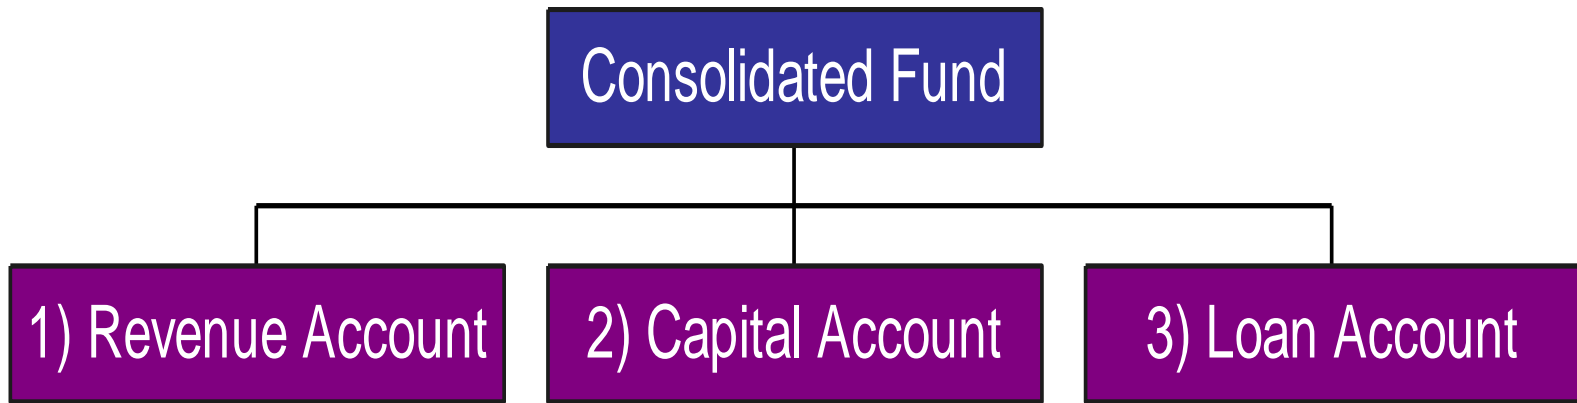 Consolidated Fund
1) Revenue Account
2) Capital Account
3) Loan Account